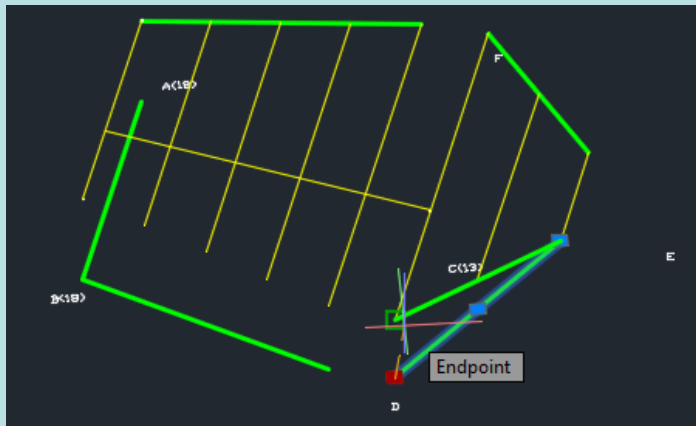 F
A(18)
E
C(13)
B(18)
Endpoint
D